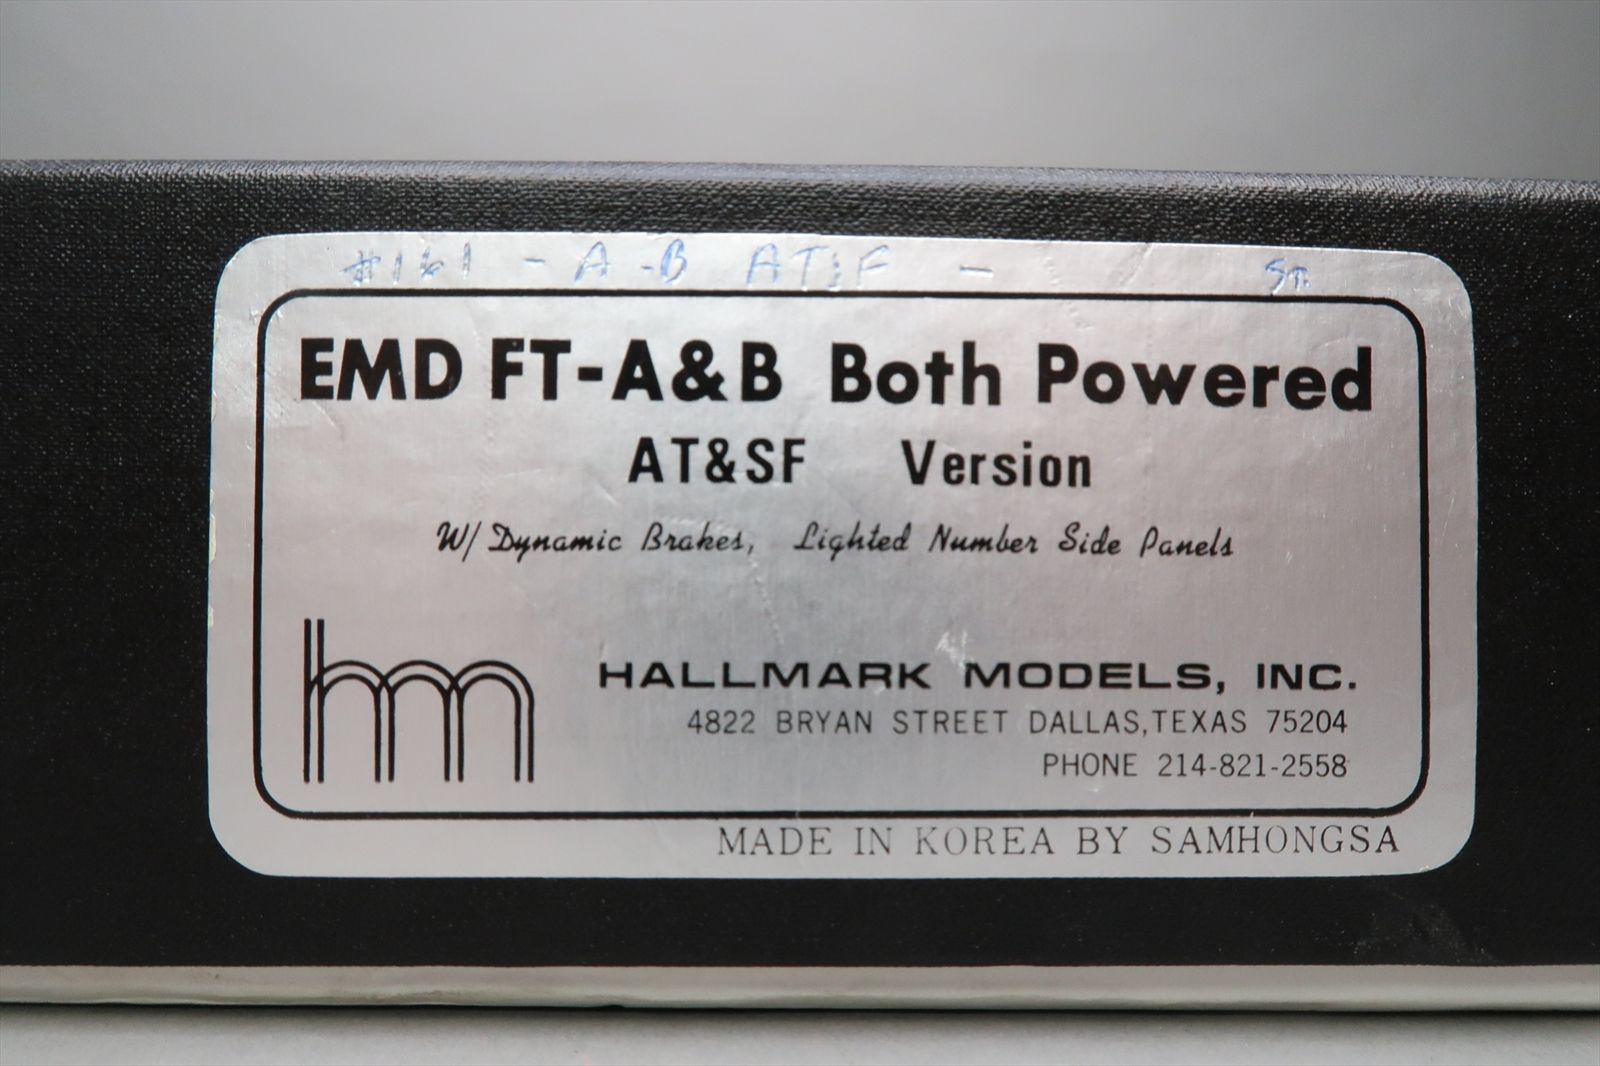 #161 - A-B ATSF -
EMD FT-A&B Both Powered
AT&SF Version
W/ Dynamic Brakes, Lighted Number Side Panels
hm
HALLMARK MODELS, INC.
4822 BRYAN STREET DALLAS, TEXAS 75204
PHONE 214-821-2558
MADE IN KOREA BY SAMHONGSA